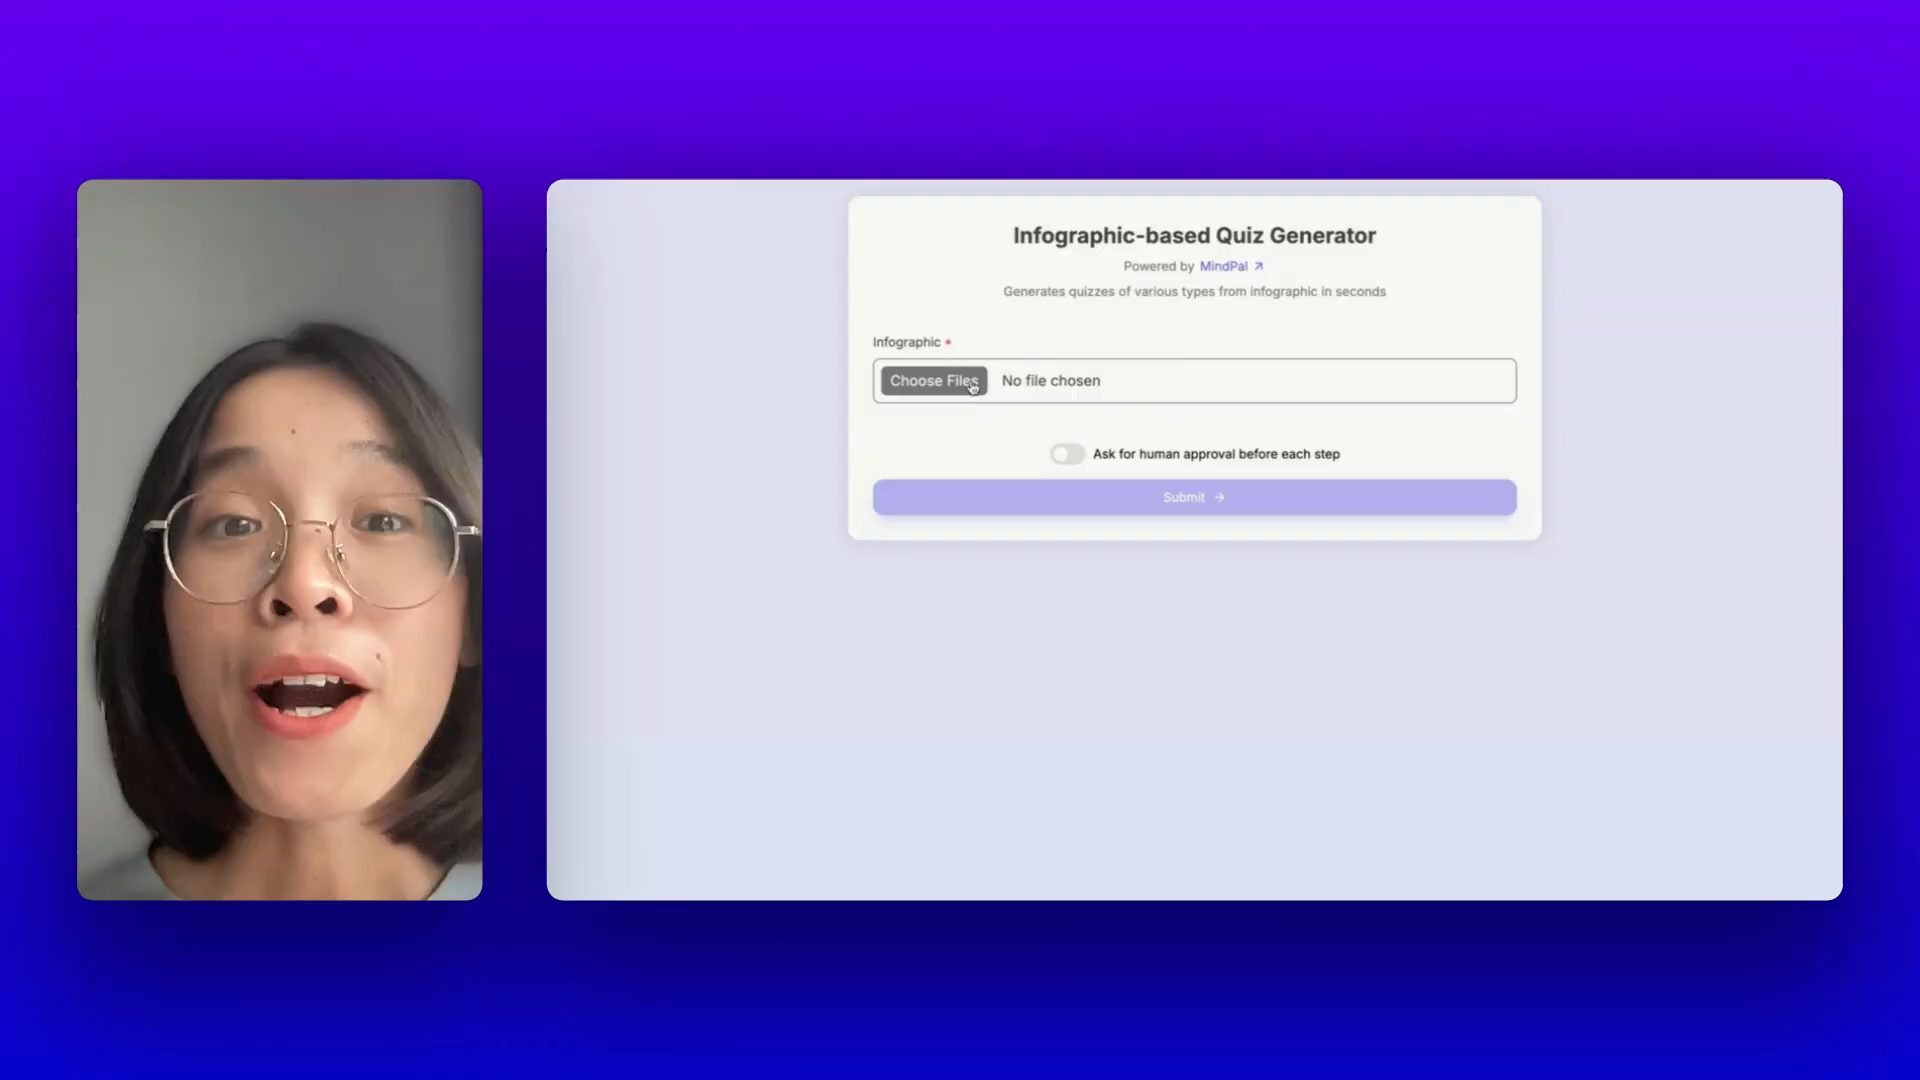 Infographic-based Quiz Generator
Powered by MindPal ↗
Generates quizzes of various types from infographic in seconds
Infographic *
Choose Files No file chosen
Ask for human approval before each step
Submit →